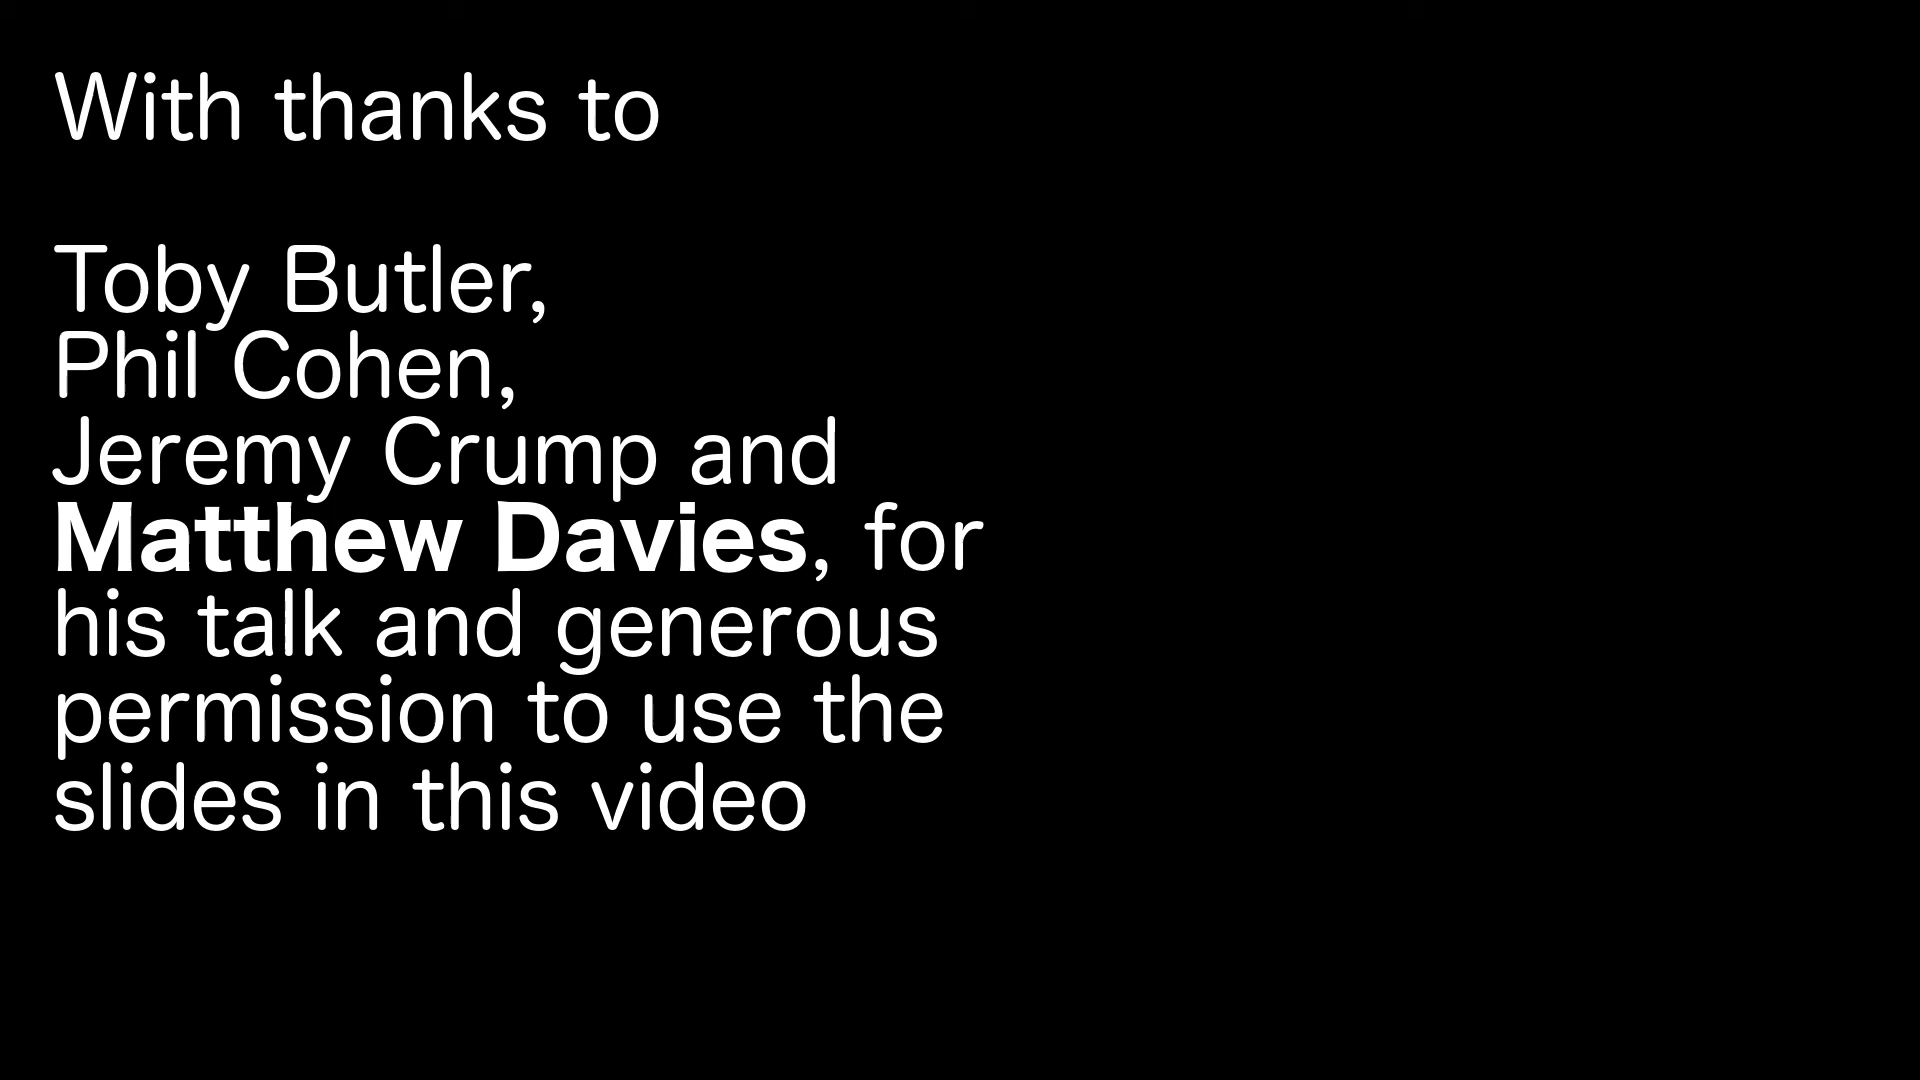 With thanks to
Toby Butler,
Phil Cohen,
Jeremy Crump and
Matthew Davies, for
his talk and generous
permission to use the
slides in this video